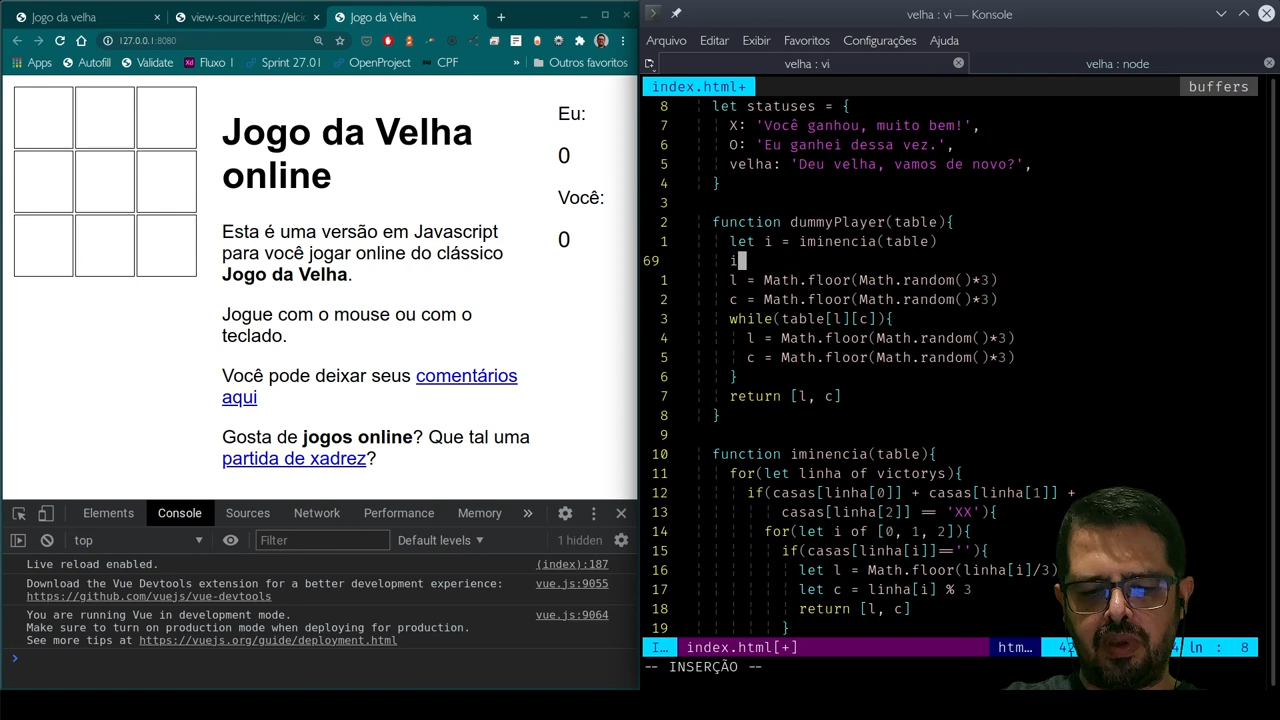 Jogo da velha
view-source:https://elci
Jogo da Velha
127.0.0.1:8080
Apps
Autofill
Validate
Fluxo 1
Sprint 27.01
OpenProject
CPF
»
Outros favoritos
Jogo da Velha
online
Esta é uma versão em Javascript
para você jogar online do clássico
Jogo da Velha.
Jogue com o mouse ou com o
teclado.
Você pode deixar seus comentários
aqui
Gosta de jogos online? Que tal uma
partida de xadrez?
Eu:
0
Você:
0
Elements
Console
Sources
Network
Performance
Memory
»
top
Filter
Default levels
1 hidden
Live reload enabled. (index):187
Download the Vue Devtools extension for a better development experience: vue.js:9055
https://github.com/vuejs/vue-devtools
You are running Vue in development mode. vue.js:9064
Make sure to turn on production mode when deploying for production.
See more tips at https://vuejs.org/guide/deployment.html
velha : vi — Konsole
Arquivo Editar Exibir Favoritos Configurações Ajuda
velha : vi
velha : node
index.html+ buffers
8 let statuses = {
7 X: 'Você ganhou, muito bem!',
6 O: 'Eu ganhei dessa vez.',
5 velha: 'Deu velha, vamos de novo?',
4 }
3
2 function dummyPlayer(table){
1 let i = iminencia(table)
69 i
1 l = Math.floor(Math.random()*3)
2 c = Math.floor(Math.random()*3)
3 while(table[l][c]){
4 l = Math.floor(Math.random()*3)
5 c = Math.floor(Math.random()*3)
6 }
7 return [l, c]
8 }
9
10 function iminencia(table){
11 for(let linha of victorys){
12 if(casas[linha[0]] + casas[linha[1]] +
13 casas[linha[2]] == 'XX'){
14 for(let i of [0, 1, 2]){
15 if(casas[linha[i]]==''){
16 let l = Math.floor(linha[i]/3)
17 let c = linha[i] % 3
18 return [l, c]
19 }
I… index.html[+] htm… 42 ln : 8
-- INSERÇÃO --